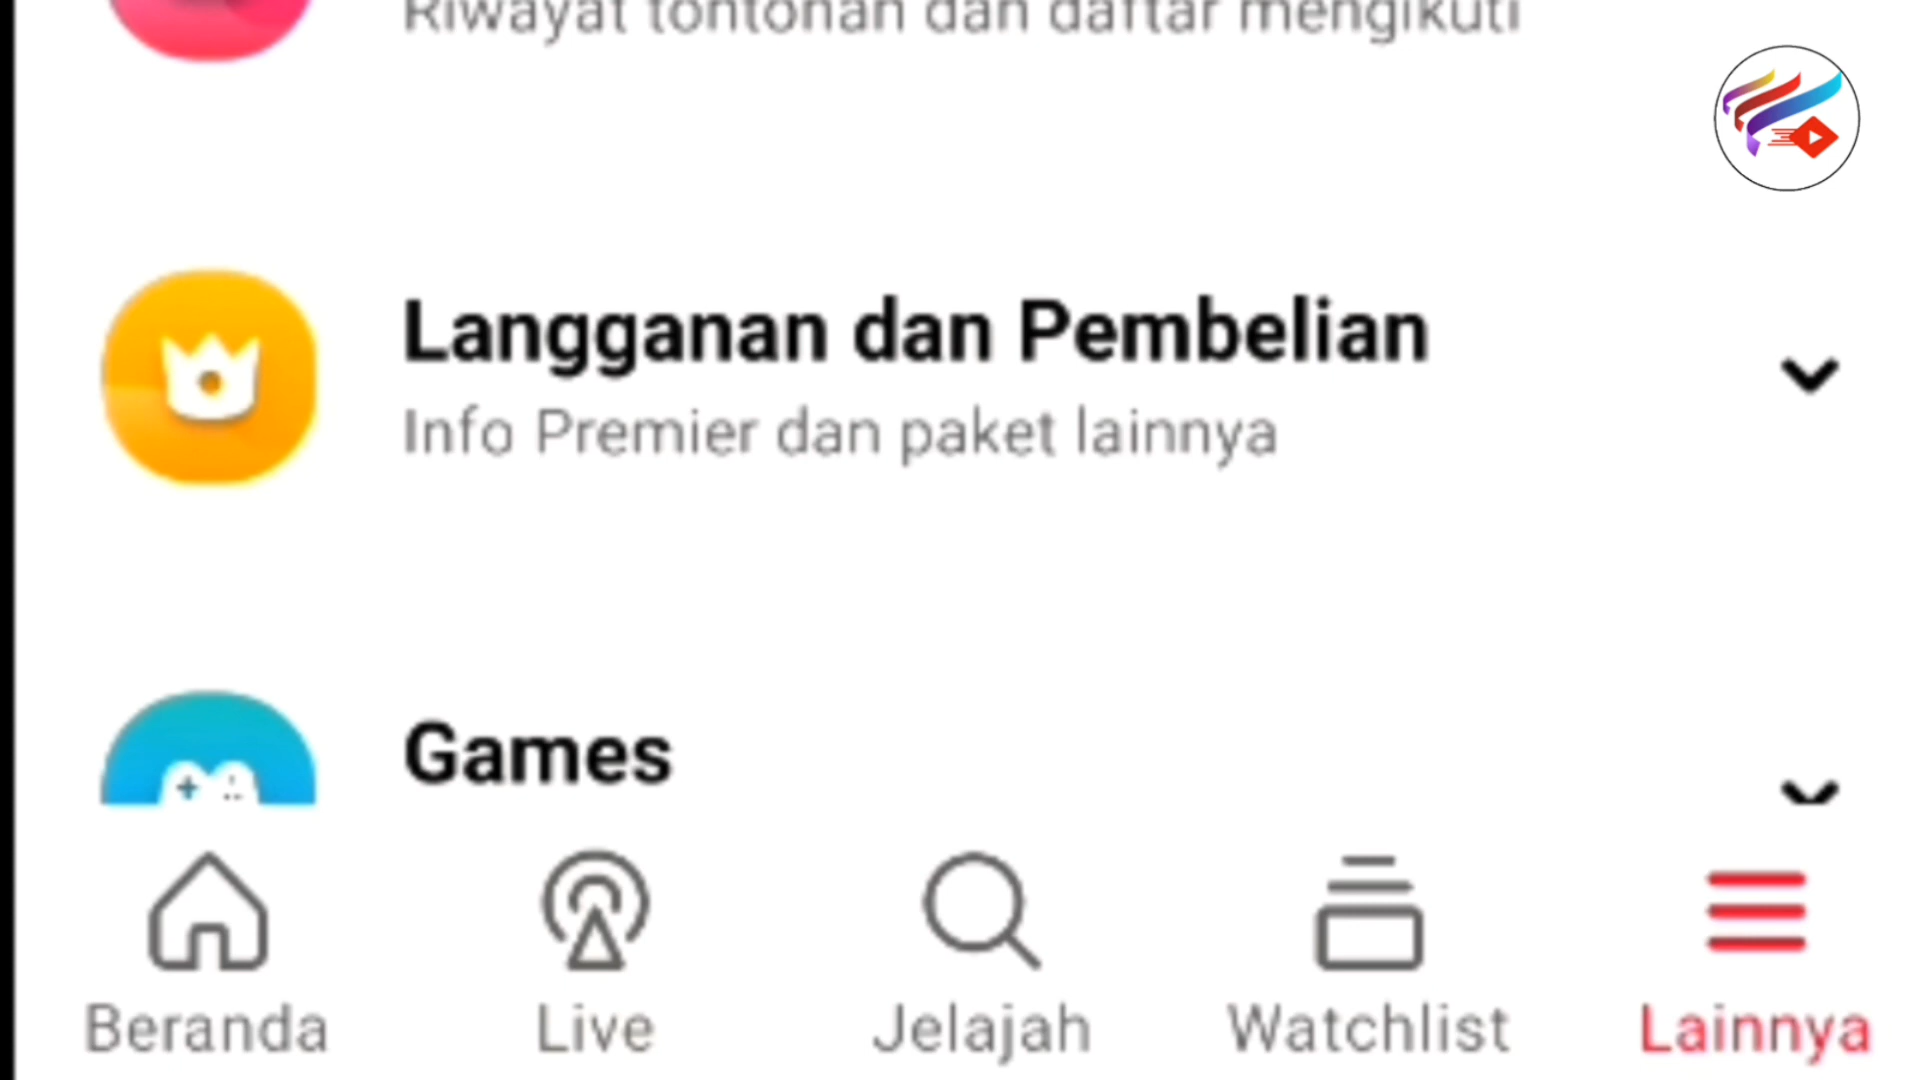 Riwayat tontonan dan daftar mengikuti
Langganan dan Pembelian
Info Premier dan paket lainnya
Games
Beranda
Live
Jelajah
Watchlist
Lainnya